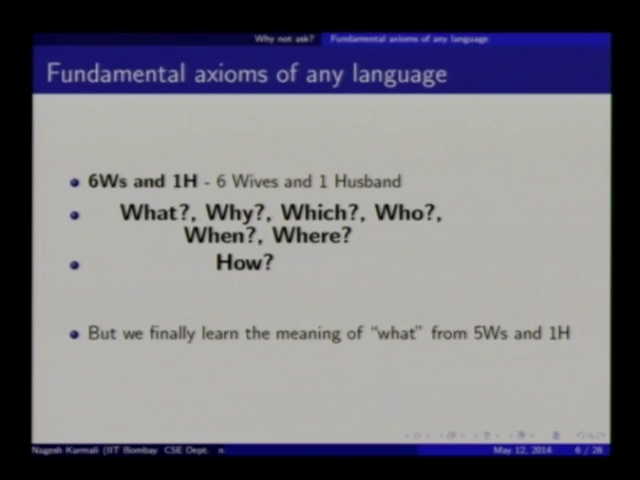 Why not ask? Fundamental axioms of any language
Fundamental axioms of any language
6Ws and 1H - 6 Wives and 1 Husband
What?, Why?, Which?, Who?,
When?, Where?
How?
But we finally learn the meaning of “what” from 5Ws and 1H
Nagesh Karmali (IIT Bombay CSE Dept. n. May 12, 2014 6 / 26